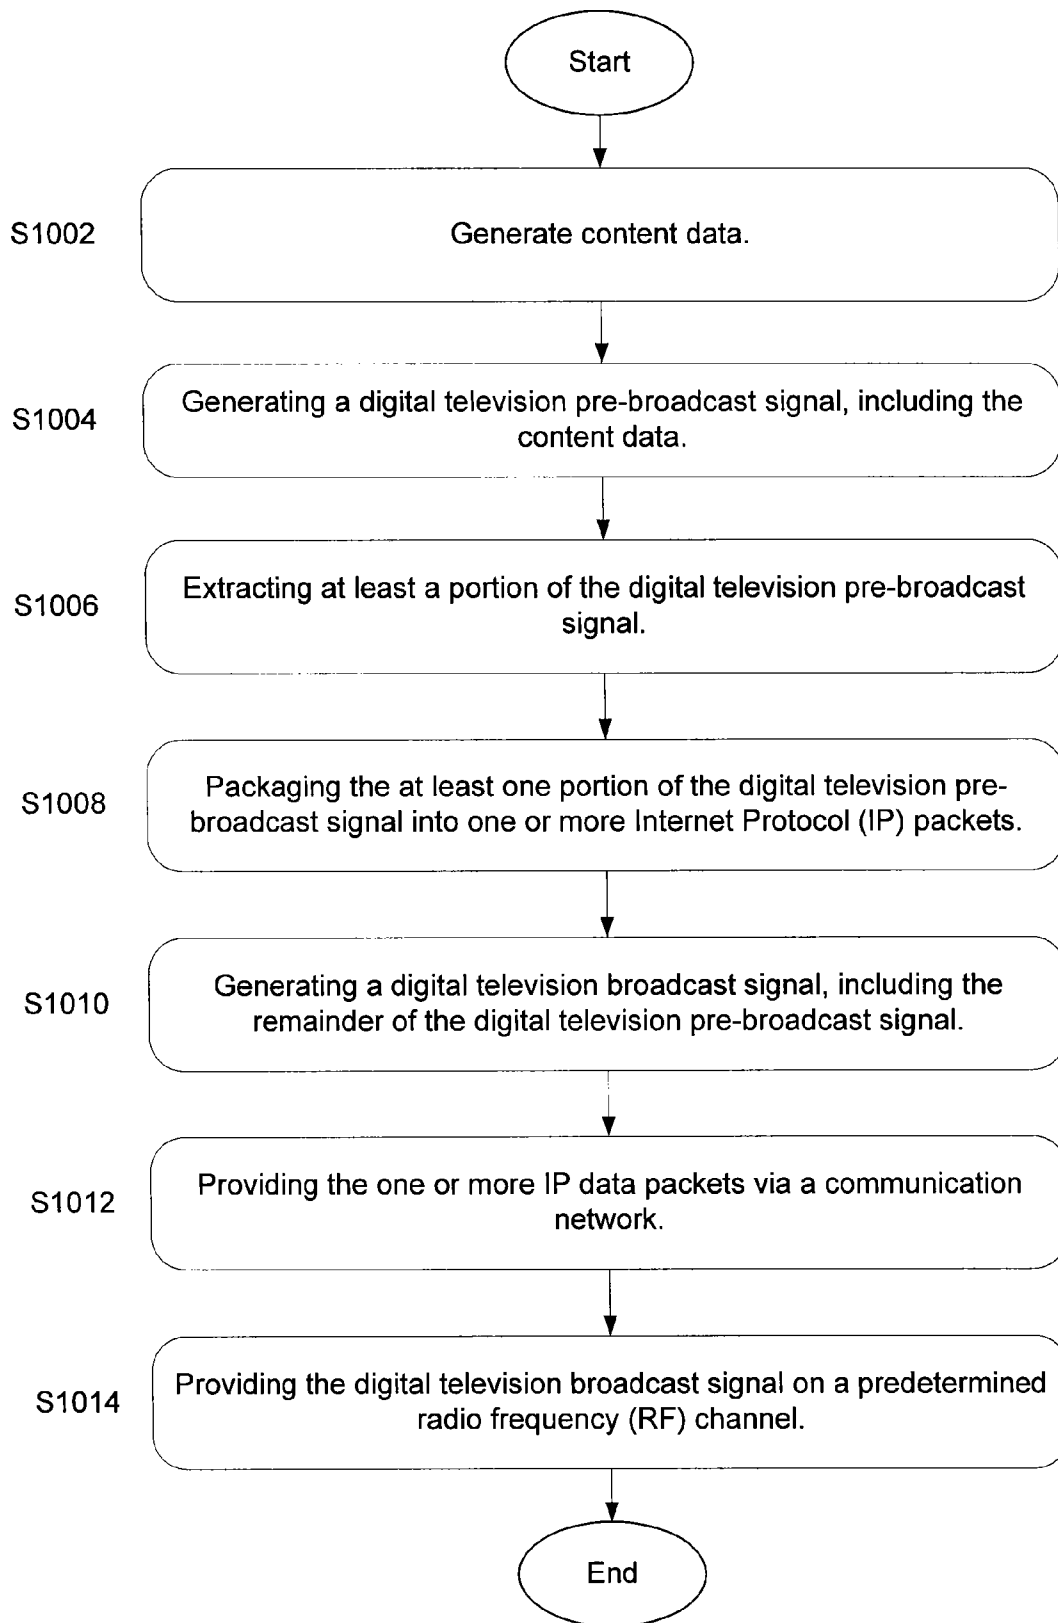 Start
S1002
Generate content data.
S1004
Generating a digital television pre-broadcast signal, including the
content data.
S1006
Extracting at least a portion of the digital television pre-broadcast
signal.
S1008
Packaging the at least one portion of the digital television pre-
broadcast signal into one or more Internet Protocol (IP) packets.
S1010
Generating a digital television broadcast signal, including the
remainder of the digital television pre-broadcast signal.
S1012
Providing the one or more IP data packets via a communication
network.
S1014
Providing the digital television broadcast signal on a predetermined
radio frequency (RF) channel.
End